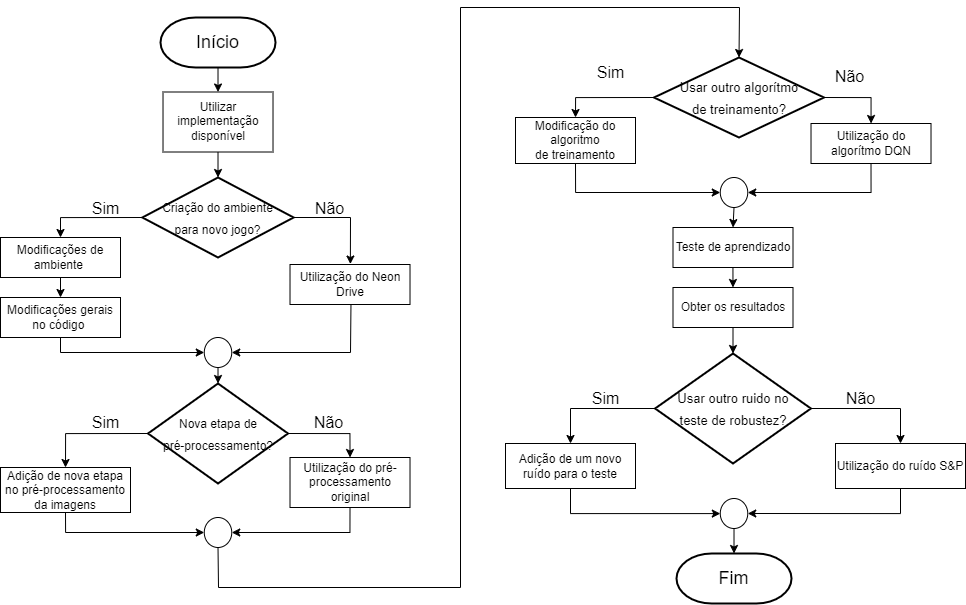 Início
Utilizar
implementação
disponível
Criação do ambiente
para novo jogo?
Sim
Não
Modificações de
ambiente
Modificações gerais
no código
Utilização do Neon
Drive
Nova etapa de
pré-processamento?
Sim
Não
Adição de nova etapa
no pré-processamento
da imagens
Utilização do pré-
processamento
original
Usar outro algorítmo
de treinamento?
Sim
Não
Modificação do
algoritmo
de treinamento
Utilização do
algorítmo DQN
Teste de aprendizado
Obter os resultados
Usar outro ruido no
teste de robustez?
Sim
Não
Adição de um novo
ruído para o teste
Utilização do ruído S&P
Fim